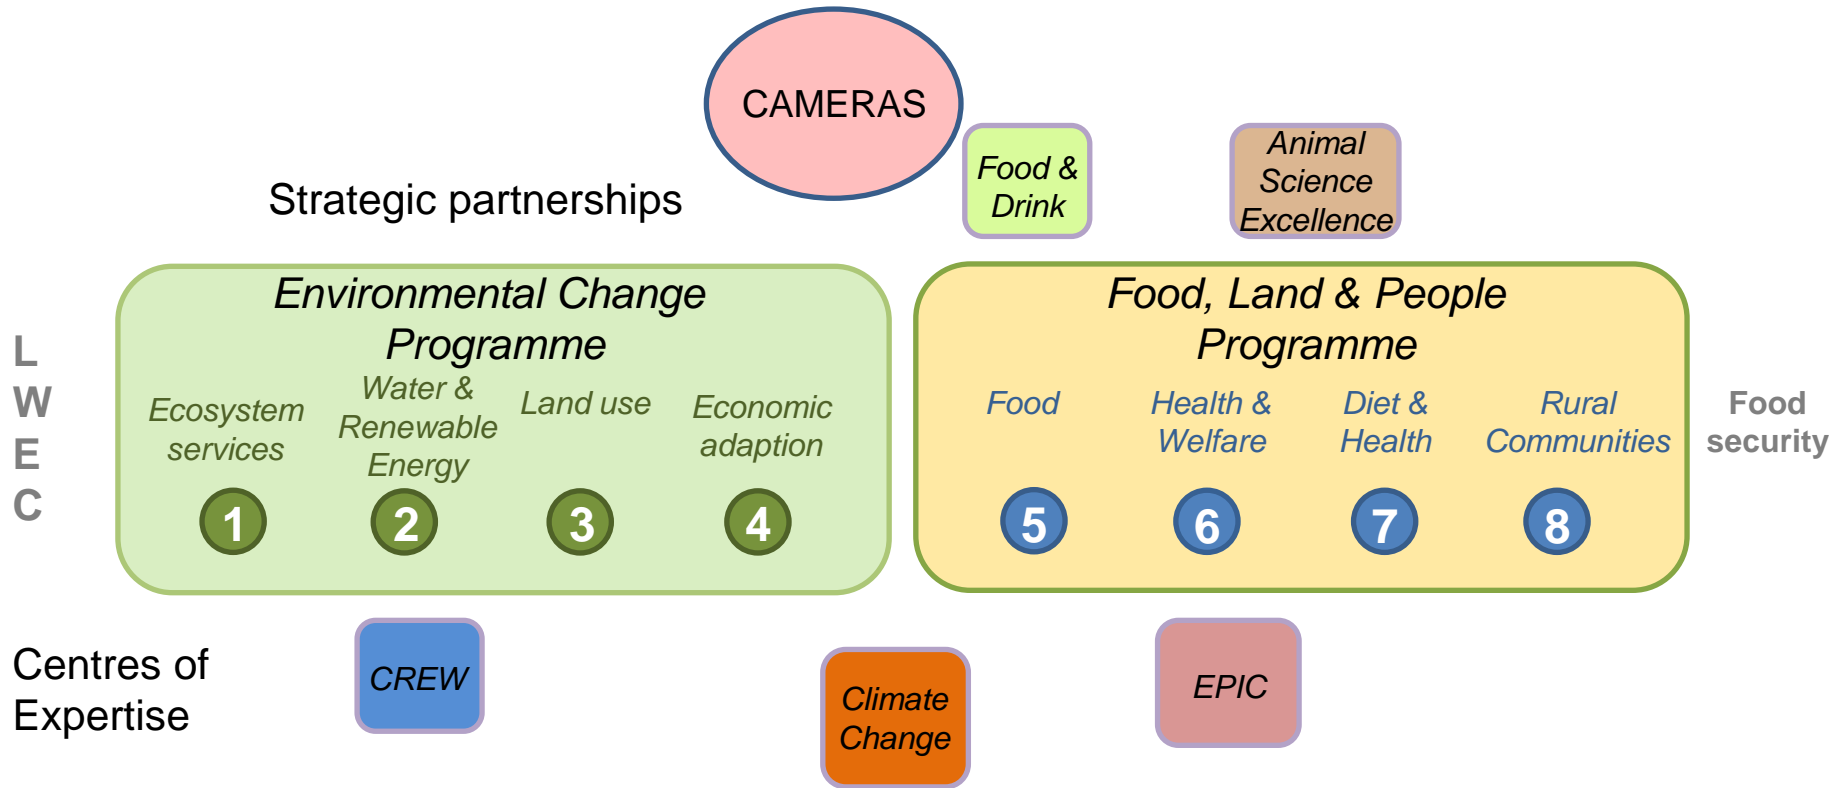 CAMERAS
Strategic partnerships
Food &
Drink
Animal
Science
Excellence
L
W
E
C
Environmental Change
Programme
Ecosystem
services
Water &
Renewable
Energy
Land use
Economic
adaption
1
2
3
4
Food, Land & People
Programme
Food
Health &
Welfare
Diet &
Health
Rural
Communities
5
6
7
8
Food
security
Centres of
Expertise
CREW
Climate
Change
EPIC